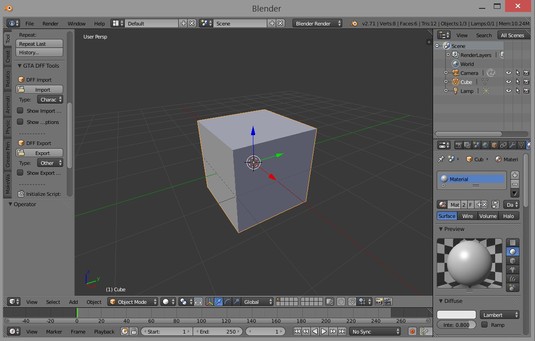 Blender
File Render Window Help Default Scene Blender Render v2.71 | Verts:8 | Faces:6 | Tris:12 | Objects:1/3 | Lamps:0/1 | Mem:10.24M
Repeat:
Repeat Last
History...
GTA DFF Tools
DFF Import
Import
Type: Charac
Show Import ...
Show ...ptions
DFF Export
Export
Type: Other
Show Export ...
Initialize Script:
Operator
User Persp
(1) Cube
View Select Add Object Object Mode Global
-40 -20 0 20 40 60 80 100 120 140 160 180 200 220 240 260
View Marker Frame Playback Start: 1 End: 250 1 No Sync
View Search All Scenes
Scene
RenderLayers
World
Camera
Cube
Lamp
Cub Materi
Material
Mat 2 F Da
Surface Wire Volume Halo
Preview
Diffuse
Lambert
Inte: 0.800 Ramp